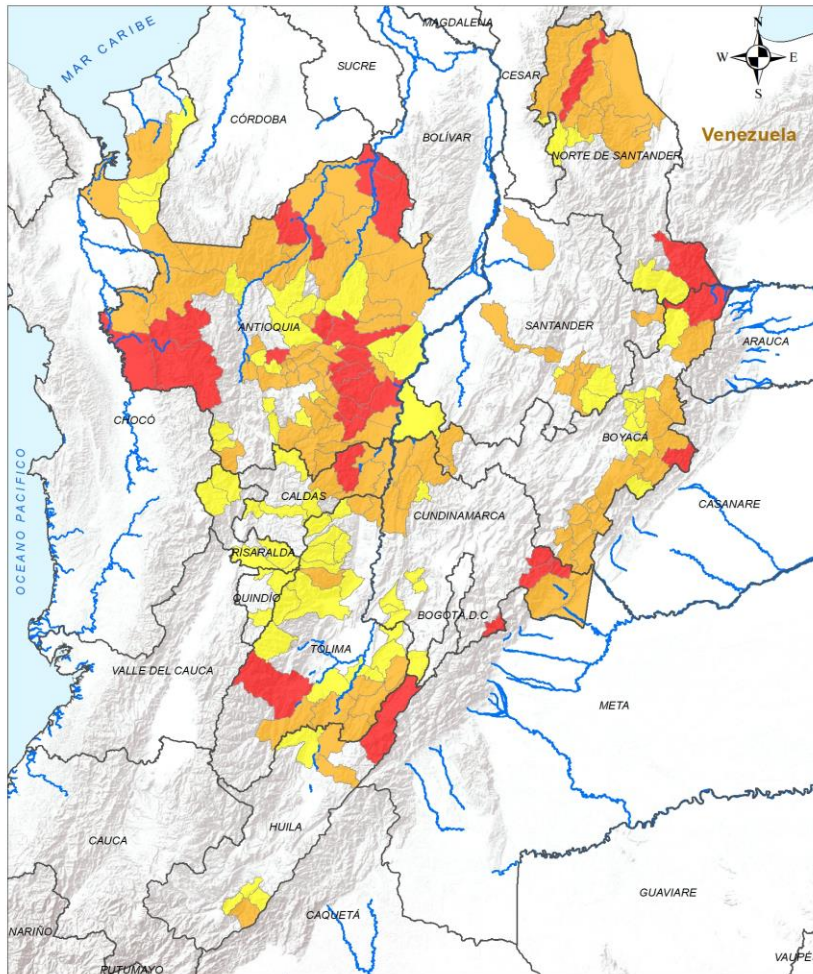 MAGDALENA
MAR CARIBE
SUCRE
CESAR
N
W E
S
CÓRDOBA
BOLÍVAR
Venezuela
NORTE DE SANTANDER
ANTIOQUIA
SANTANDER
ARAUCA
CHOCÓ
BOYACA
OCEANO PACIFICO
CALDAS
CUNDINAMARCA
CASANARE
RISARALDA
QUINDÍO
BOGOTÁ, D.C
TOLIMA
VALLE DEL CAUCA
META
HUILA
CAUCA
GUAVIARE
CAQUETÁ
NARIÑO
PUTUMAYO
VAUPÉ